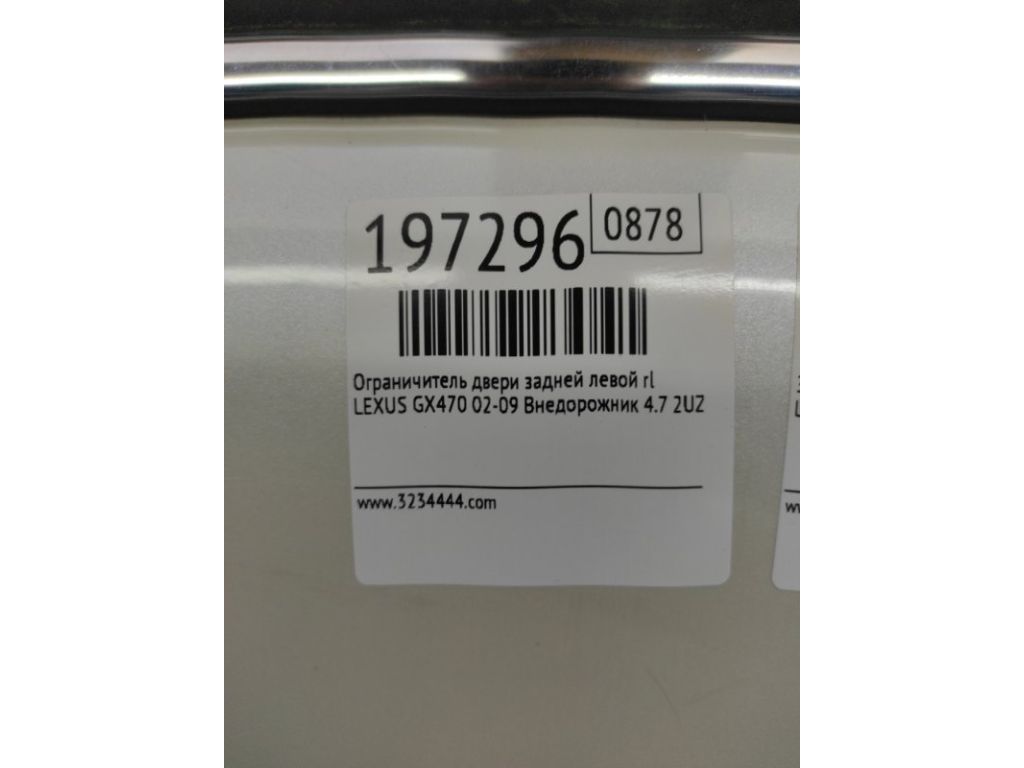 197296 0878
Ограничитель двери задней левой rl
LEXUS GX470 02-09 Внедорожник 4.7 2UZ
www.3234444.com